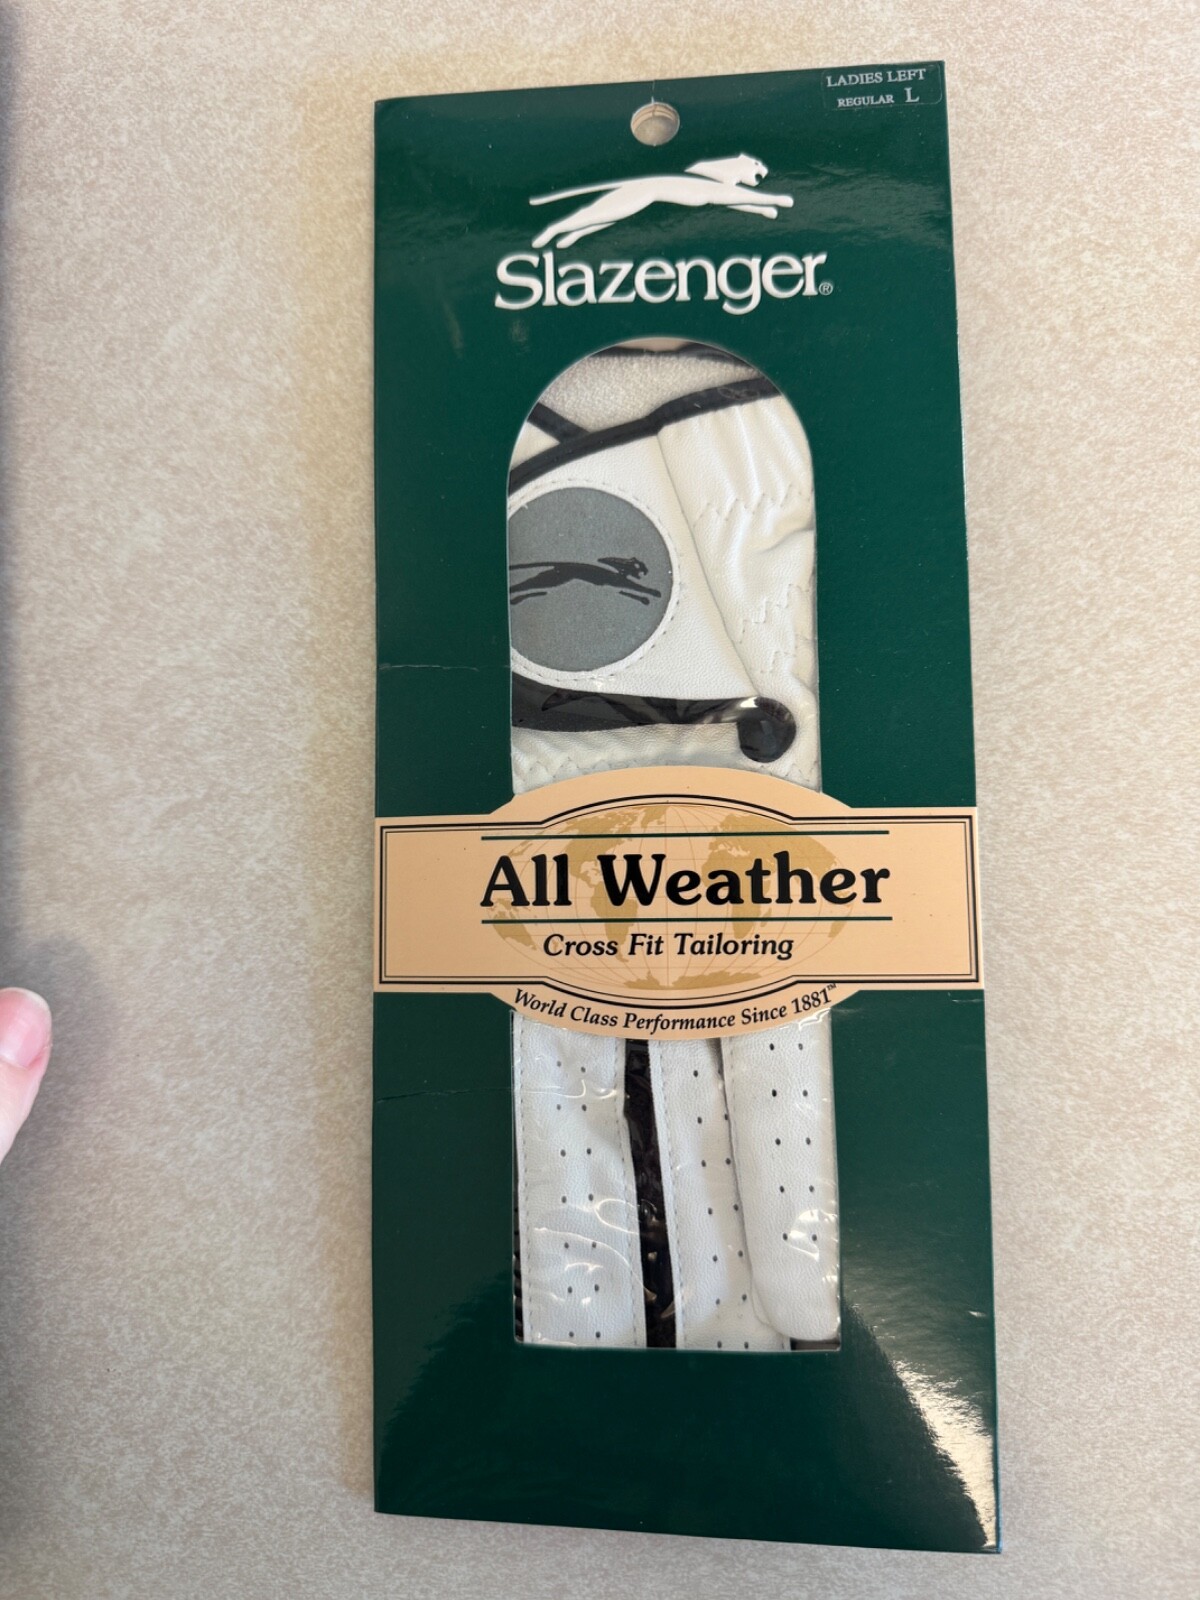 LADIES LEFT
REGULAR L
Slazenger®
All Weather
Cross Fit Tailoring
World Class Performance Since 1881™